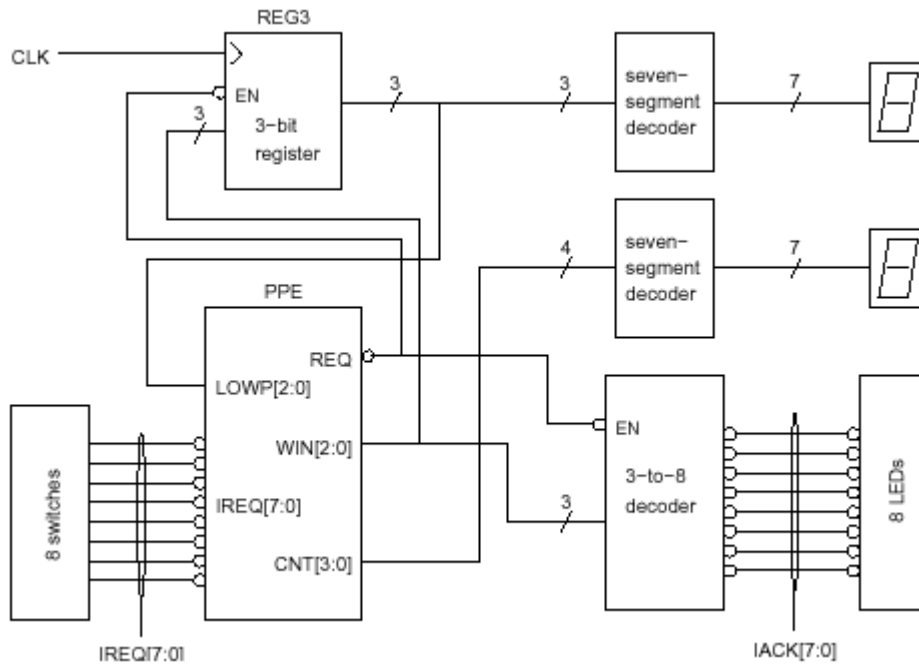 REG3
CLK
EN
3
3-bit
register
3
3
seven-
segment
decoder
7
4
seven-
segment
decoder
7
PPE
REQ
LOWP[2:0]
WIN[2:0]
IREQ[7:0]
CNT[3:0]
8 switches
IREQ[7:0]
EN
3-to-8
decoder
3
8 LEDs
IACK[7:0]